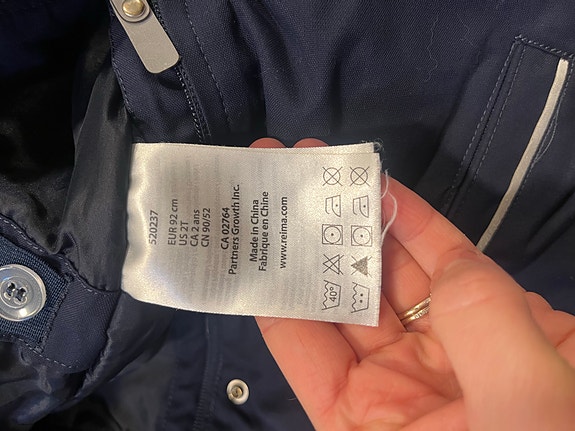 520237
EUR 92 cm
US 2T
CA 2 ans
CN 90/52
CA 02764
Partners Growth Inc.
Made in China
Fabriqué en Chine
www.reima.com
40°